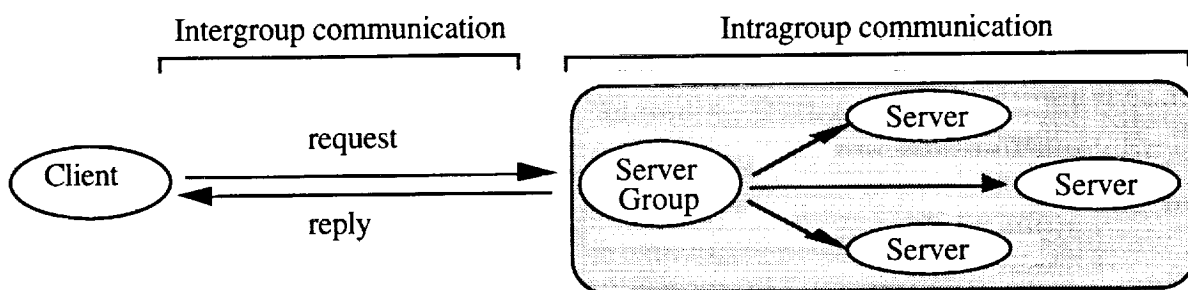 Intergroup communication
Intragroup communication
Client
request
reply
Server
Group
Server
Server
Server